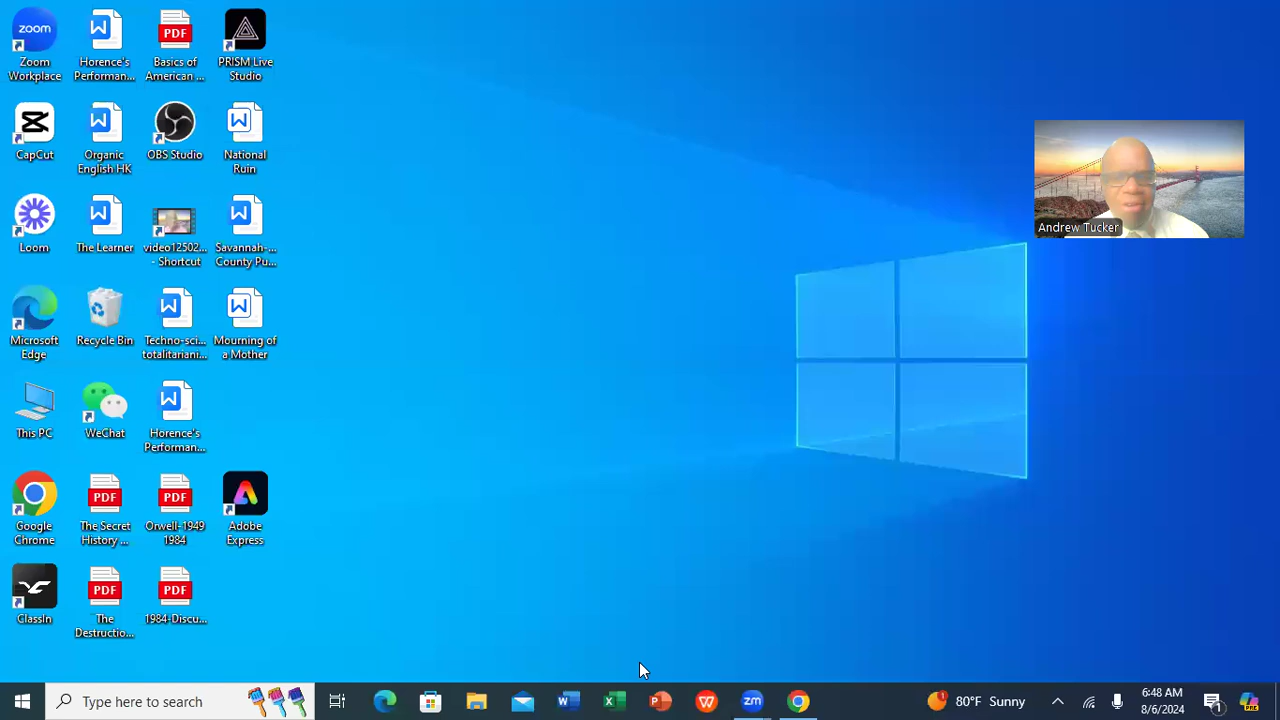 zoom
Zoom
Workplace
Horence's
Performan...
PDF
Basics of
American ...
PRISM Live
Studio
CapCut
Organic
English HK
OBS Studio
National
Ruin
Loom
The Learner
video12502...
- Shortcut
Savannah-...
County Pu...
Microsoft
Edge
Recycle Bin
Techno-sci...
totalitariani...
Mourning of
a Mother
This PC
WeChat
Horence's
Performan...
Google
Chrome
PDF
The Secret
History ...
PDF
Orwell-1949
1984
Adobe
Express
ClassIn
PDF
The
Destructio...
PDF
1984-Discu...
Andrew Tucker
Type here to search
zm
80°F Sunny
6:48 AM
8/6/2024
1
PRE